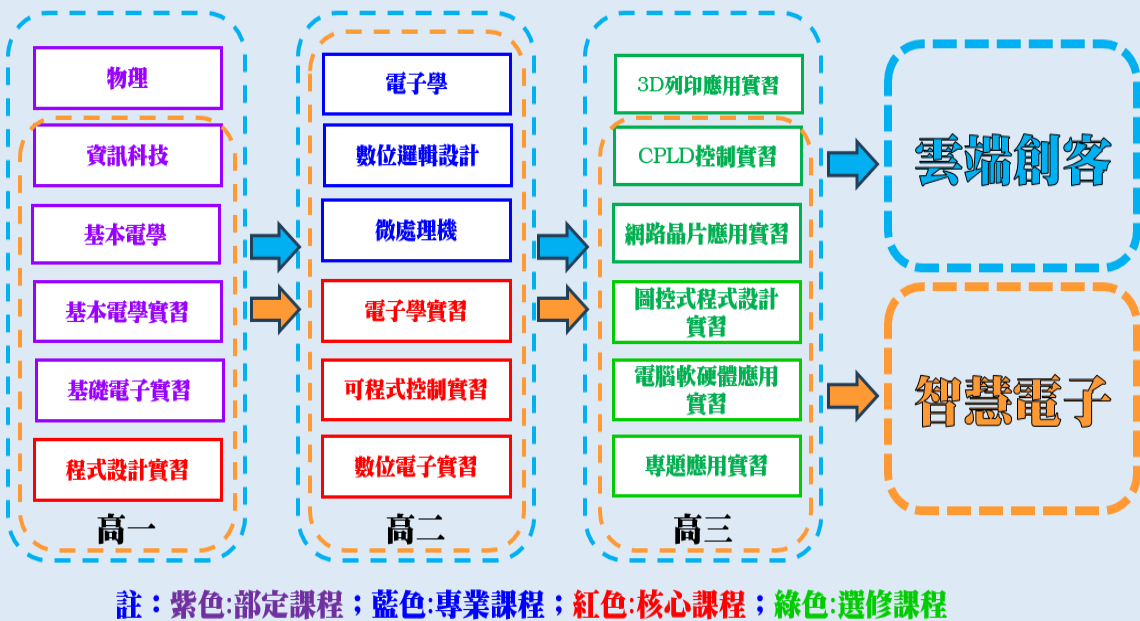 物理
資訊科技
基本電學
基本電學實習
基礎電子實習
程式設計實習
高一
電子學
數位邏輯設計
微處理機
電子學實習
可程式控制實習
數位電子實習
高二
3D列印應用實習
CPLD控制實習
網路晶片應用實習
圖控式程式設計
實習
電腦軟硬體應用
實習
專題應用實習
高三
雲端創客
智慧電子
註：紫色:部定課程；藍色:專業課程；紅色:核心課程；綠色:選修課程